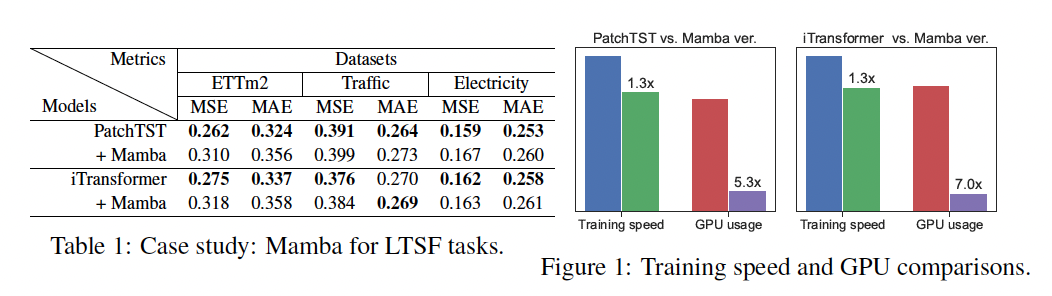 Metrics Datasets
ETTm2 Traffic Electricity
Models MSE MAE MSE MAE MSE MAE
PatchTST 0.262 0.324 0.391 0.264 0.159 0.253
+ Mamba 0.310 0.356 0.399 0.273 0.167 0.260
iTransformer 0.275 0.337 0.376 0.270 0.162 0.258
+ Mamba 0.318 0.358 0.384 0.269 0.163 0.261
Table 1: Case study: Mamba for LTSF tasks.
PatchTST vs. Mamba ver.
1.3x
5.3x
Training speed GPU usage
iTransformer vs. Mamba ver.
1.3x
7.0x
Training speed GPU usage
Figure 1: Training speed and GPU comparisons.